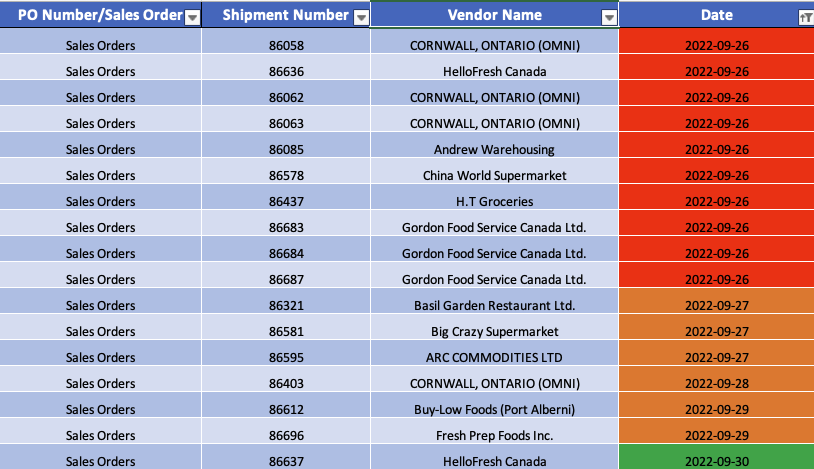 PO Number/Sales Order Shipment Number Vendor Name Date
Sales Orders 86058 CORNWALL, ONTARIO (OMNI) 2022-09-26
Sales Orders 86636 HelloFresh Canada 2022-09-26
Sales Orders 86062 CORNWALL, ONTARIO (OMNI) 2022-09-26
Sales Orders 86063 CORNWALL, ONTARIO (OMNI) 2022-09-26
Sales Orders 86085 Andrew Warehousing 2022-09-26
Sales Orders 86578 China World Supermarket 2022-09-26
Sales Orders 86437 H.T Groceries 2022-09-26
Sales Orders 86683 Gordon Food Service Canada Ltd. 2022-09-26
Sales Orders 86684 Gordon Food Service Canada Ltd. 2022-09-26
Sales Orders 86687 Gordon Food Service Canada Ltd. 2022-09-26
Sales Orders 86321 Basil Garden Restaurant Ltd. 2022-09-27
Sales Orders 86581 Big Crazy Supermarket 2022-09-27
Sales Orders 86595 ARC COMMODITIES LTD 2022-09-27
Sales Orders 86403 CORNWALL, ONTARIO (OMNI) 2022-09-28
Sales Orders 86612 Buy-Low Foods (Port Alberni) 2022-09-29
Sales Orders 86696 Fresh Prep Foods Inc. 2022-09-29
Sales Orders 86637 HelloFresh Canada 2022-09-30